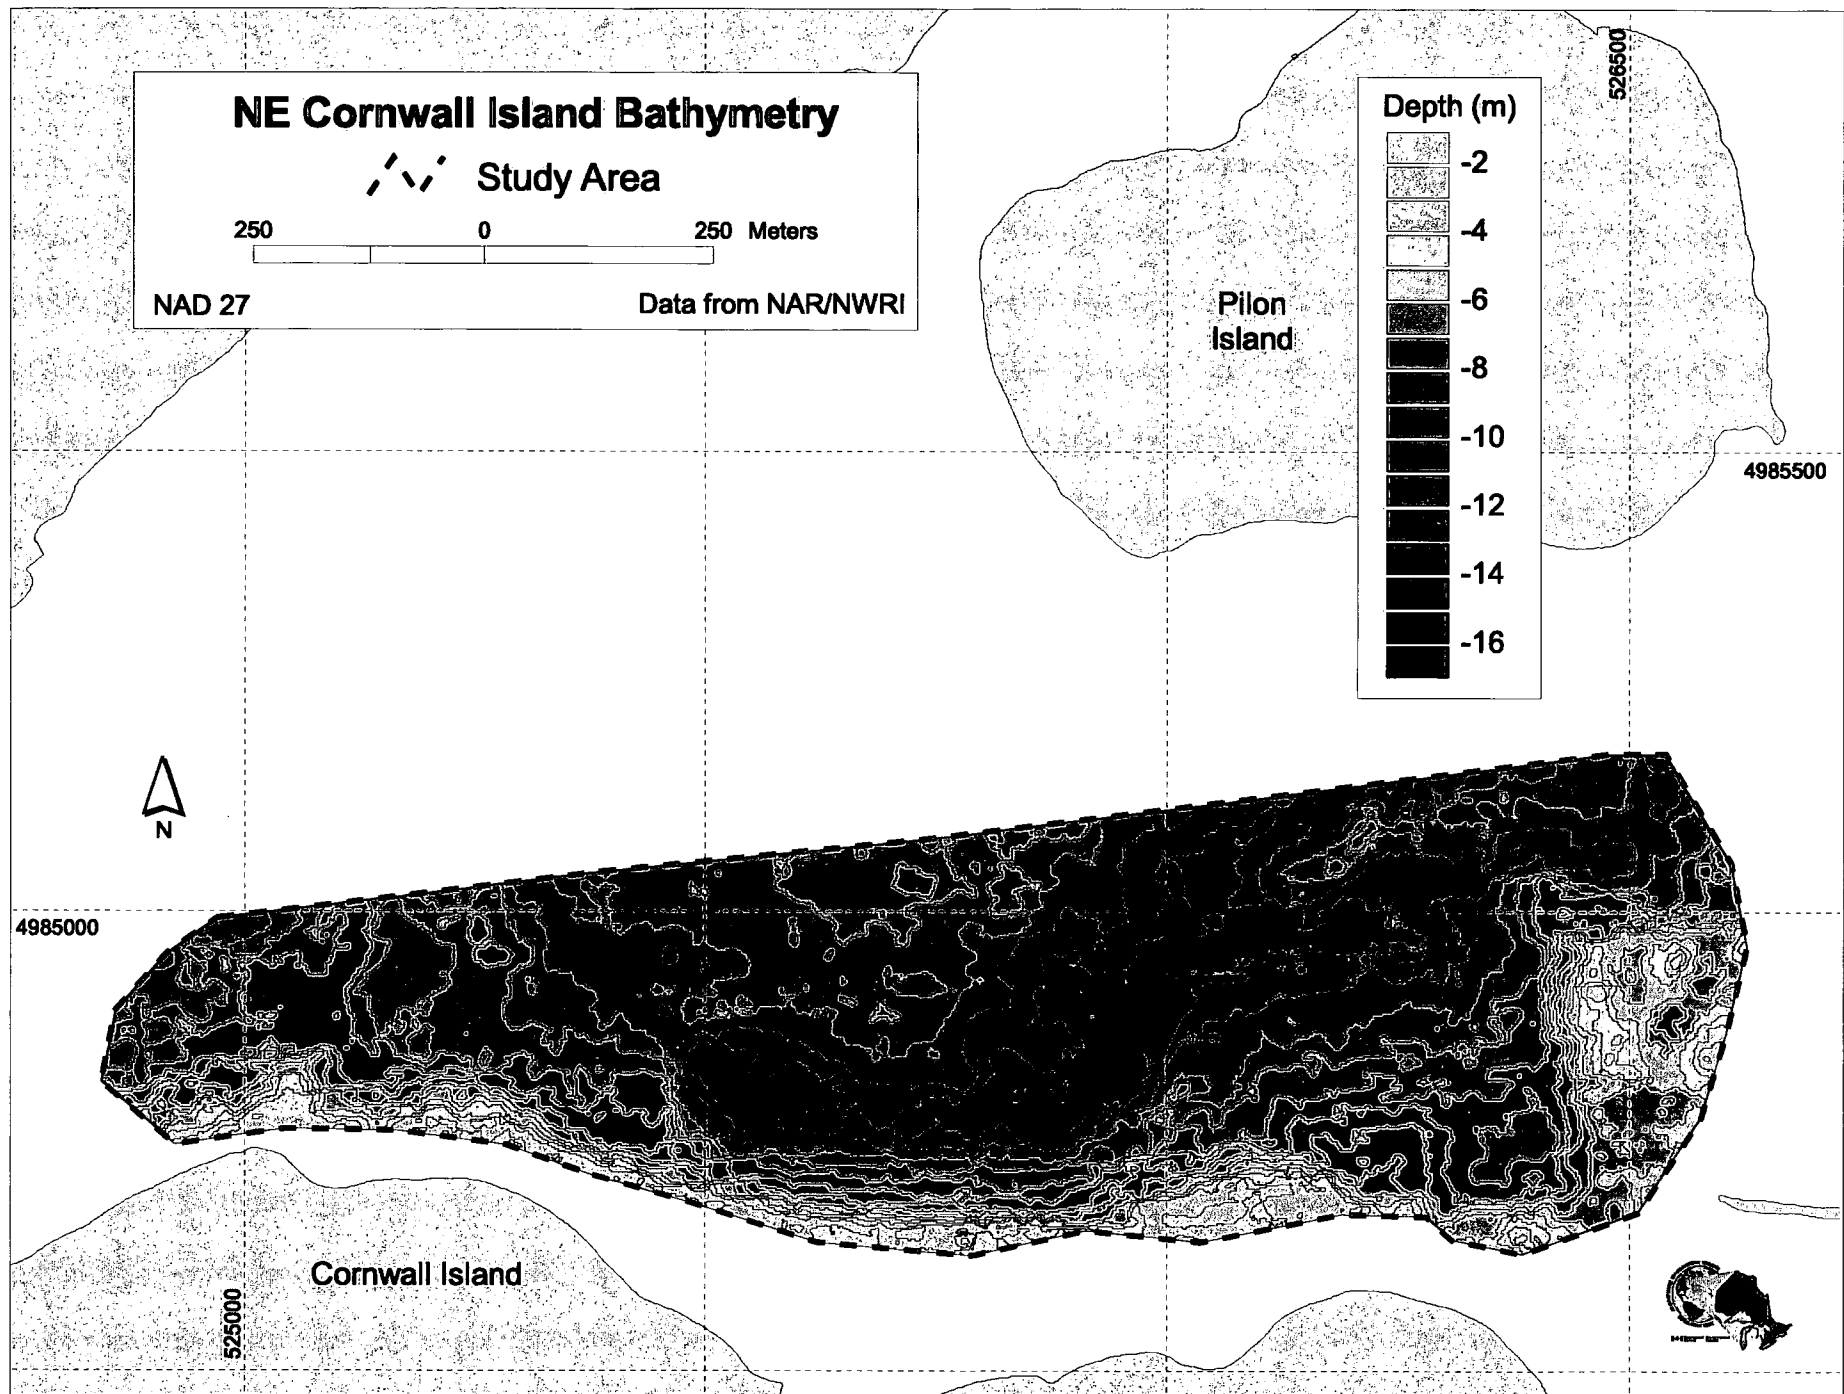 NE Cornwall Island Bathymetry
Study Area
250 0 250 Meters
NAD 27 Data from NAR/NWRI
526500
Depth (m)
-2
-4
-6
-8
-10
-12
-14
-16
Pilon
Island
4985500
N
4985000
Cornwall Island
525000